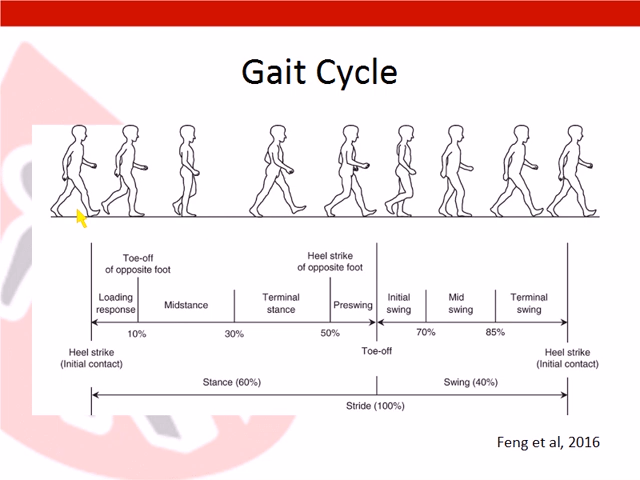 Gait Cycle
Toe-off
of opposite foot
Heel strike
of opposite foot
Loading
response
Midstance
Terminal
stance
Preswing
Initial
swing
Mid
swing
Terminal
swing
10%
30%
50%
70%
85%
Heel strike
(Initial contact)
Toe-off
Heel strike
(Initial contact)
Stance (60%)
Swing (40%)
Stride (100%)
Feng et al, 2016